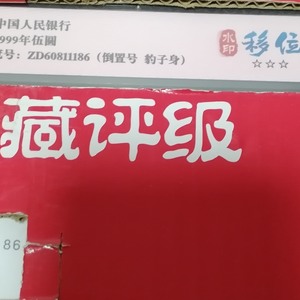 中国人民银行
999年伍圆
号：ZD60811186（倒置号 豹子身）
水印
移位
☆☆☆
藏评级
86